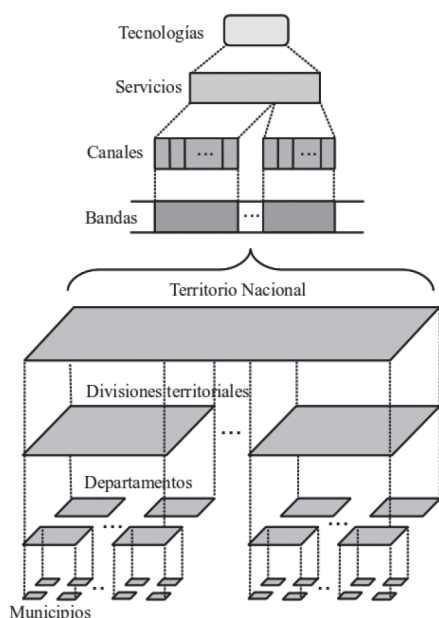 Tecnologías
Servicios
Canales
Bandas
Territorio Nacional
Divisiones territoriales
Departamentos
Municipios